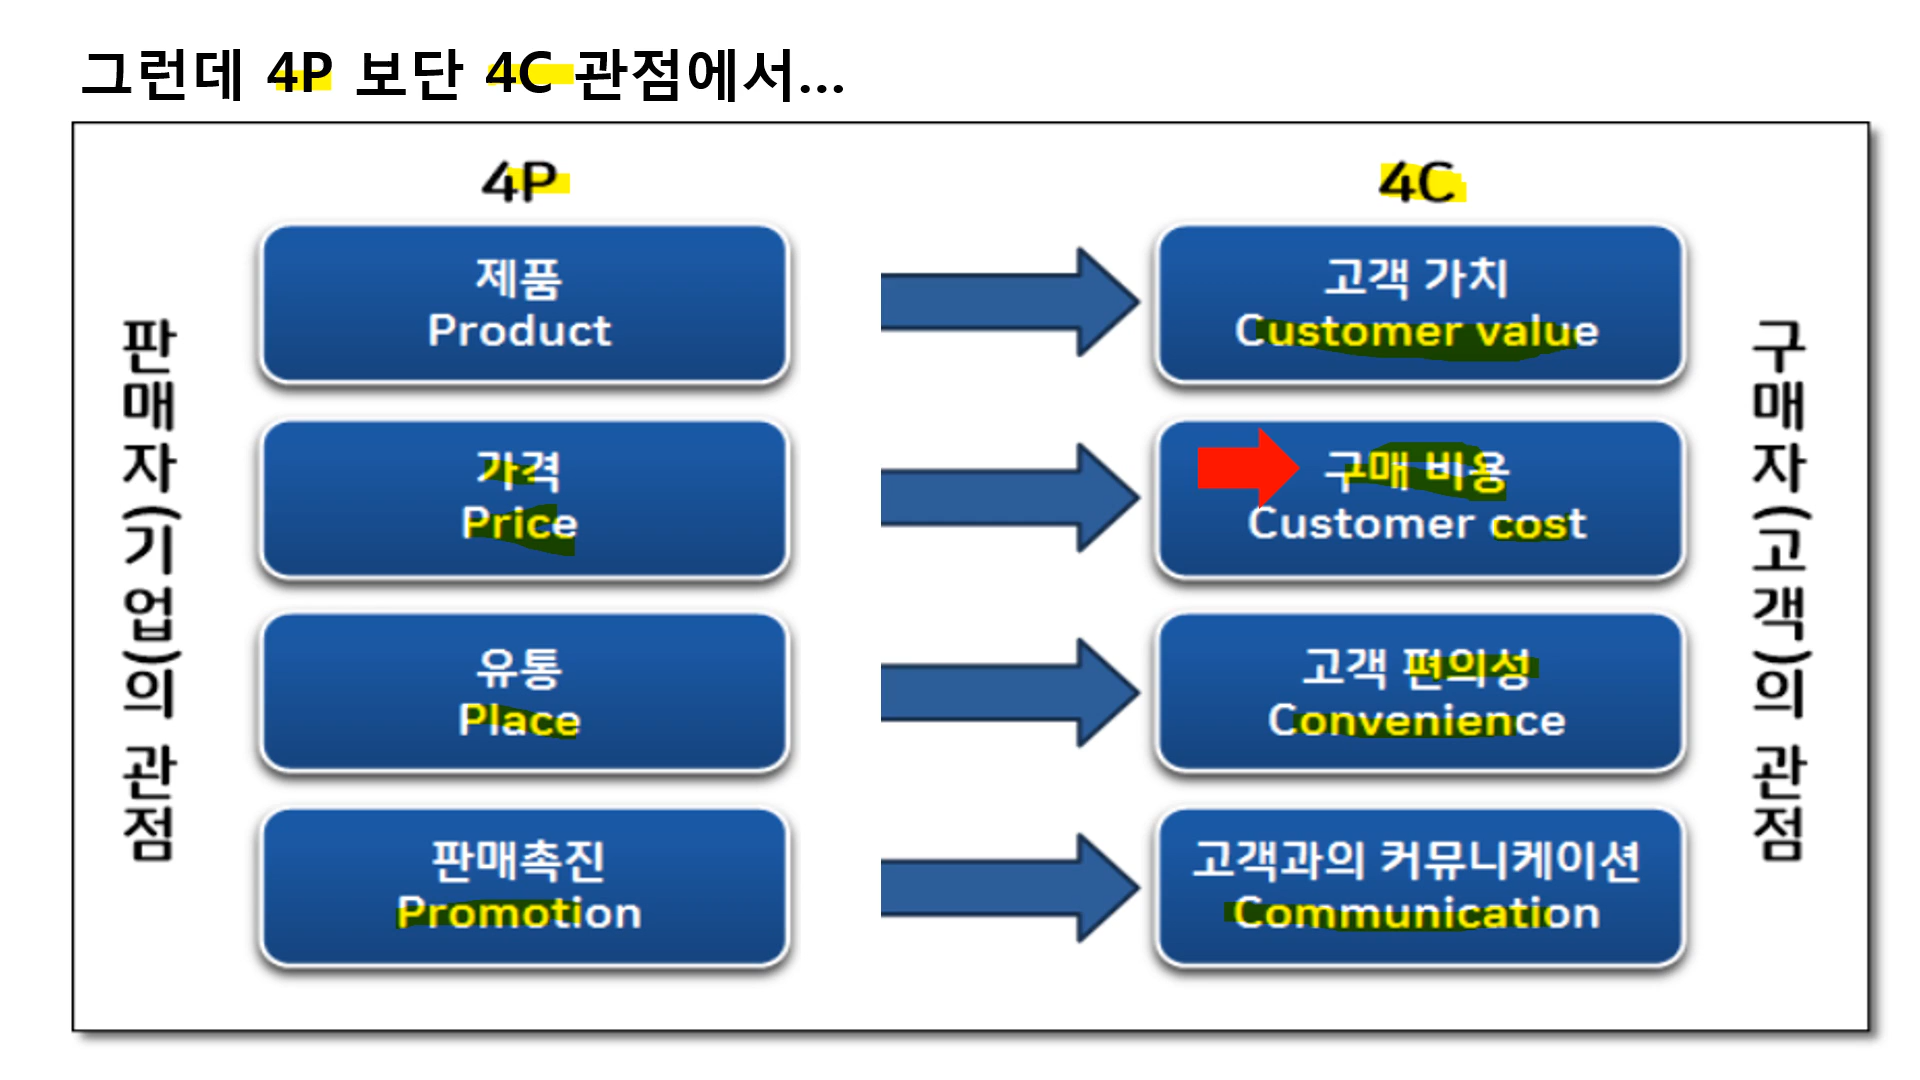 그런데 4P 보단 4C 관점에서...
4P
4C
판매자(기업)의 관점
제품
Product
고객 가치
Customer value
가격
Price
구매 비용
Customer cost
유통
Place
고객 편의성
Convenience
판매촉진
Promotion
고객과의 커뮤니케이션
Communication
구매자(고객)의 관점